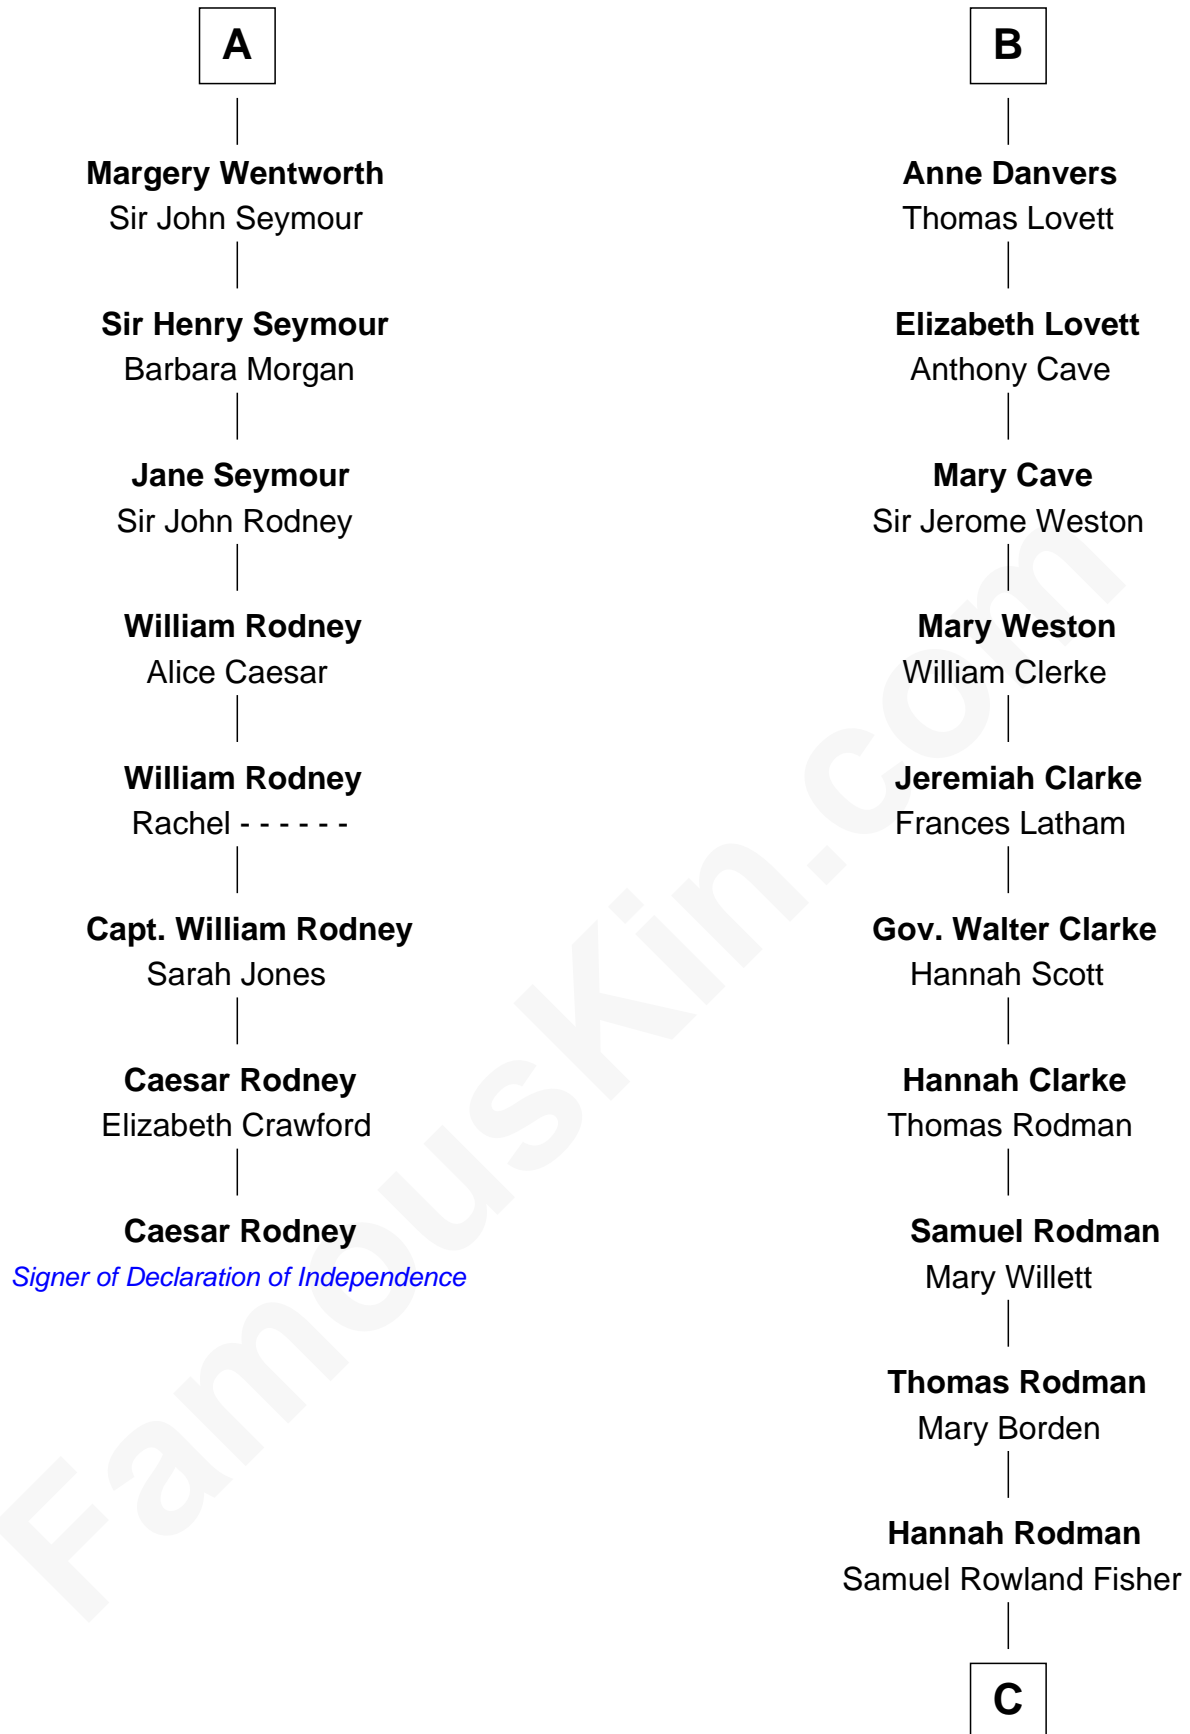 A
Margery Wentworth
Sir John Seymour
Sir Henry Seymour
Barbara Morgan
Jane Seymour
Sir John Rodney
William Rodney
Alice Caesar
William Rodney
Rachel - - - - - -
Capt. William Rodney
Sarah Jones
Caesar Rodney
Elizabeth Crawford
Caesar Rodney
Signer of Declaration of Independence
B
Anne Danvers
Thomas Lovett
Elizabeth Lovett
Anthony Cave
Mary Cave
Sir Jerome Weston
Mary Weston
William Clerke
Jeremiah Clarke
Frances Latham
Gov. Walter Clarke
Hannah Scott
Hannah Clarke
Thomas Rodman
Samuel Rodman
Mary Willett
Thomas Rodman
Mary Borden
Hannah Rodman
Samuel Rowland Fisher
C
FamousKin.com